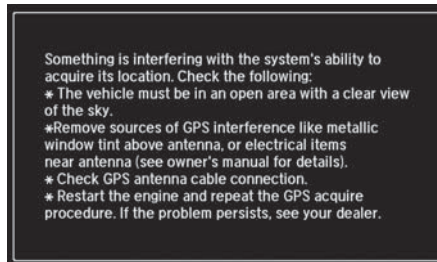 Something is interfering with the system's ability to
acquire its location. Check the following:
* The vehicle must be in an open area with a clear view
of the sky.
*Remove sources of GPS interference like metallic
window tint above antenna, or electrical items
near antenna (see owner's manual for details).
* Check GPS antenna cable connection.
* Restart the engine and repeat the GPS acquire
procedure. If the problem persists, see your dealer.